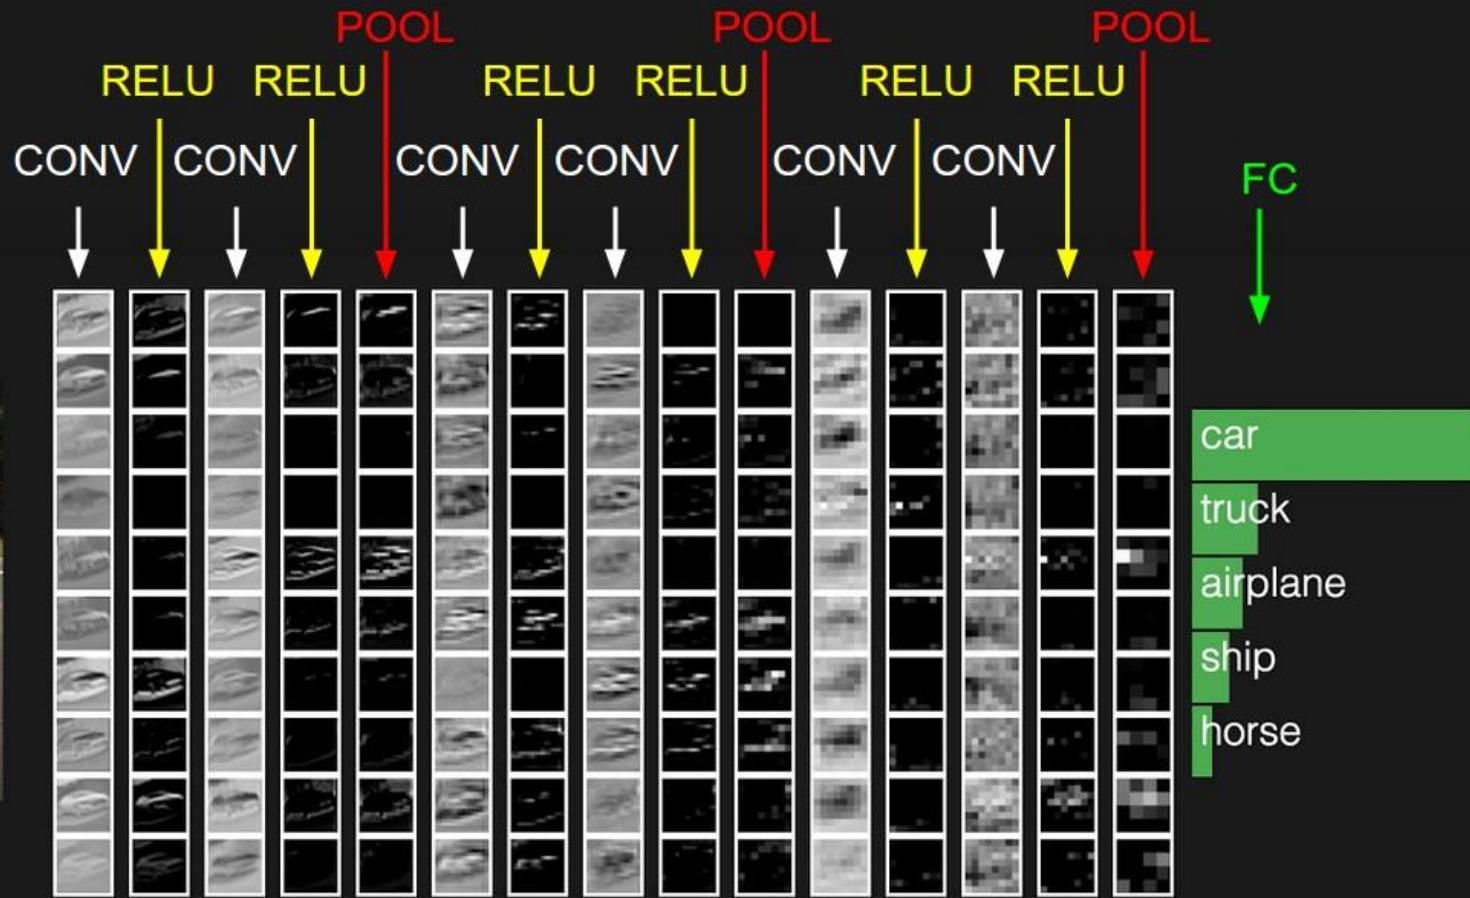 POOL POOL POOL
RELU RELU RELU RELU RELU RELU
CONV CONV CONV CONV CONV CONV
FC
car
truck
airplane
ship
horse